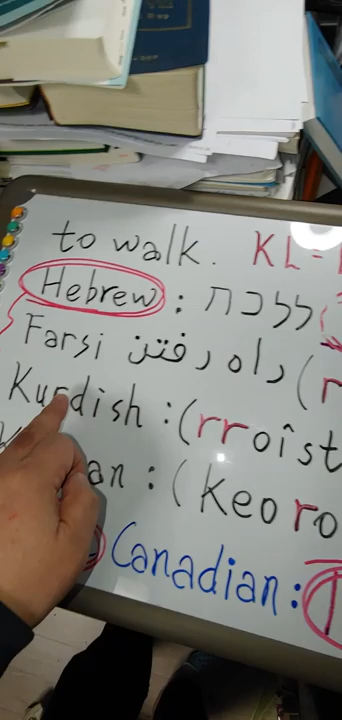 to walk. KL-
Hebrew : ללכת
Farsi راه رفتن (r
Kurdish : (rroîst
an : (Keoro
Canadian :